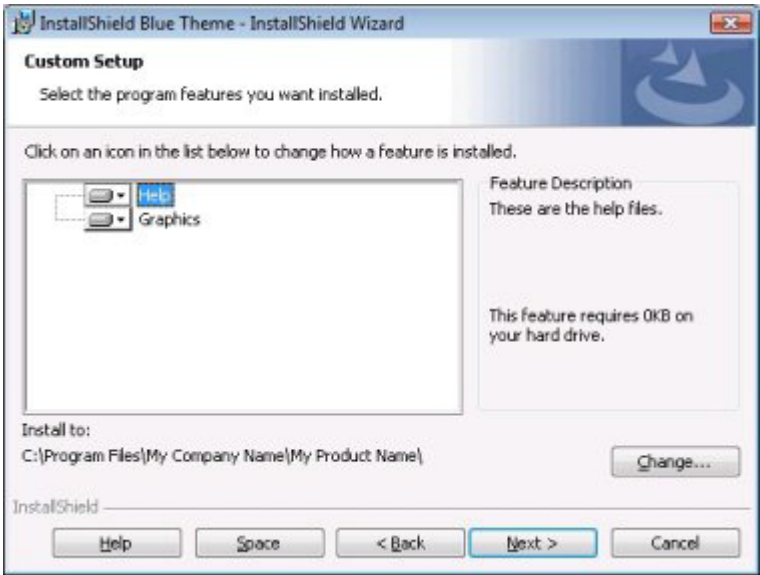 InstallShield Blue Theme - InstallShield Wizard
Custom Setup
Select the program features you want installed.
Click on an icon in the list below to change how a feature is installed.
Help
Graphics
Feature Description
These are the help files.
This feature requires 0KB on
your hard drive.
Install to:
C:\Program Files\My Company Name\My Product Name\
Change...
InstallShield
Help
Space
< Back
Next >
Cancel